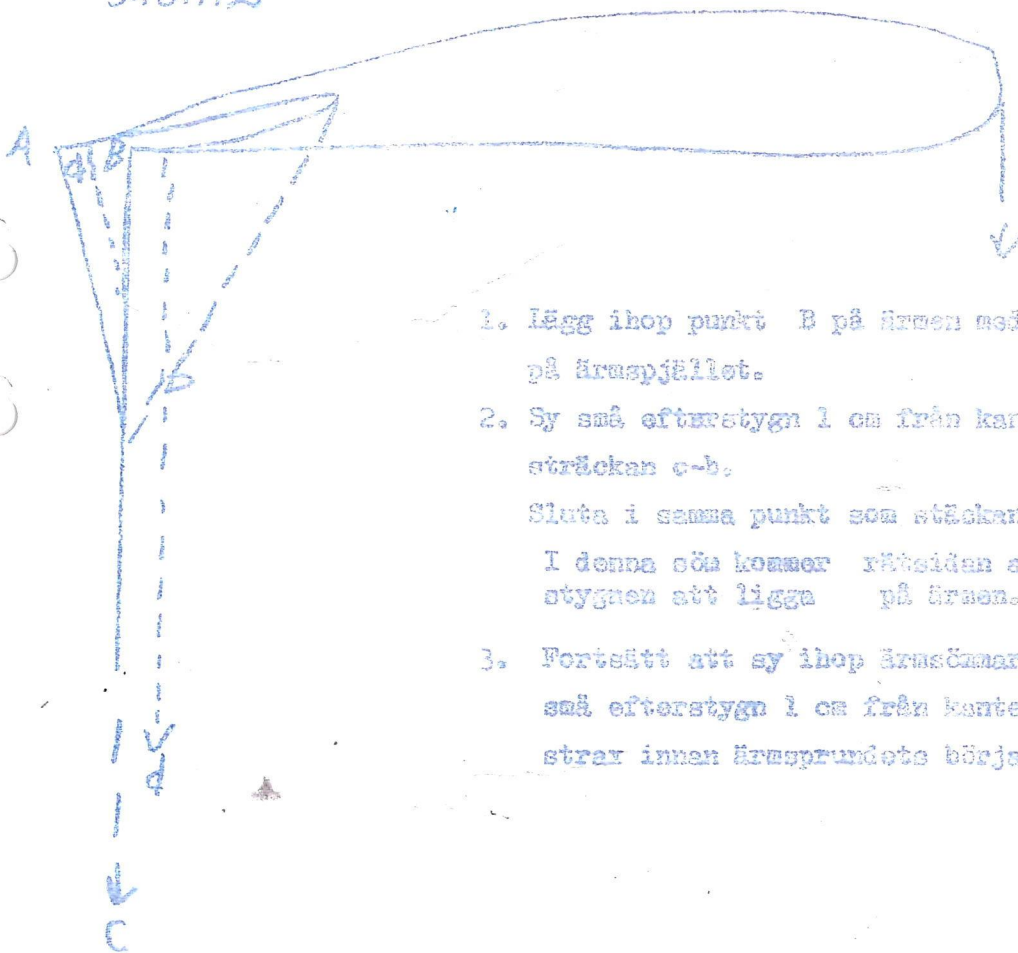 A
d
B
D
1. Lägg ihop punkt B på ärmen med
på ärmspjället.
2. Sy små efterstygn 1 cm från kan
sträckan c-b.
Sluta i samma punkt som stäckan
I denna söm kommer rätsidan a
stygnen att ligga på ärmen.
3. Fortsätt att sy ihop ärmsömmar
små efterstygn 1 cm från kante
strax innan ärmsprundets börja
d
C